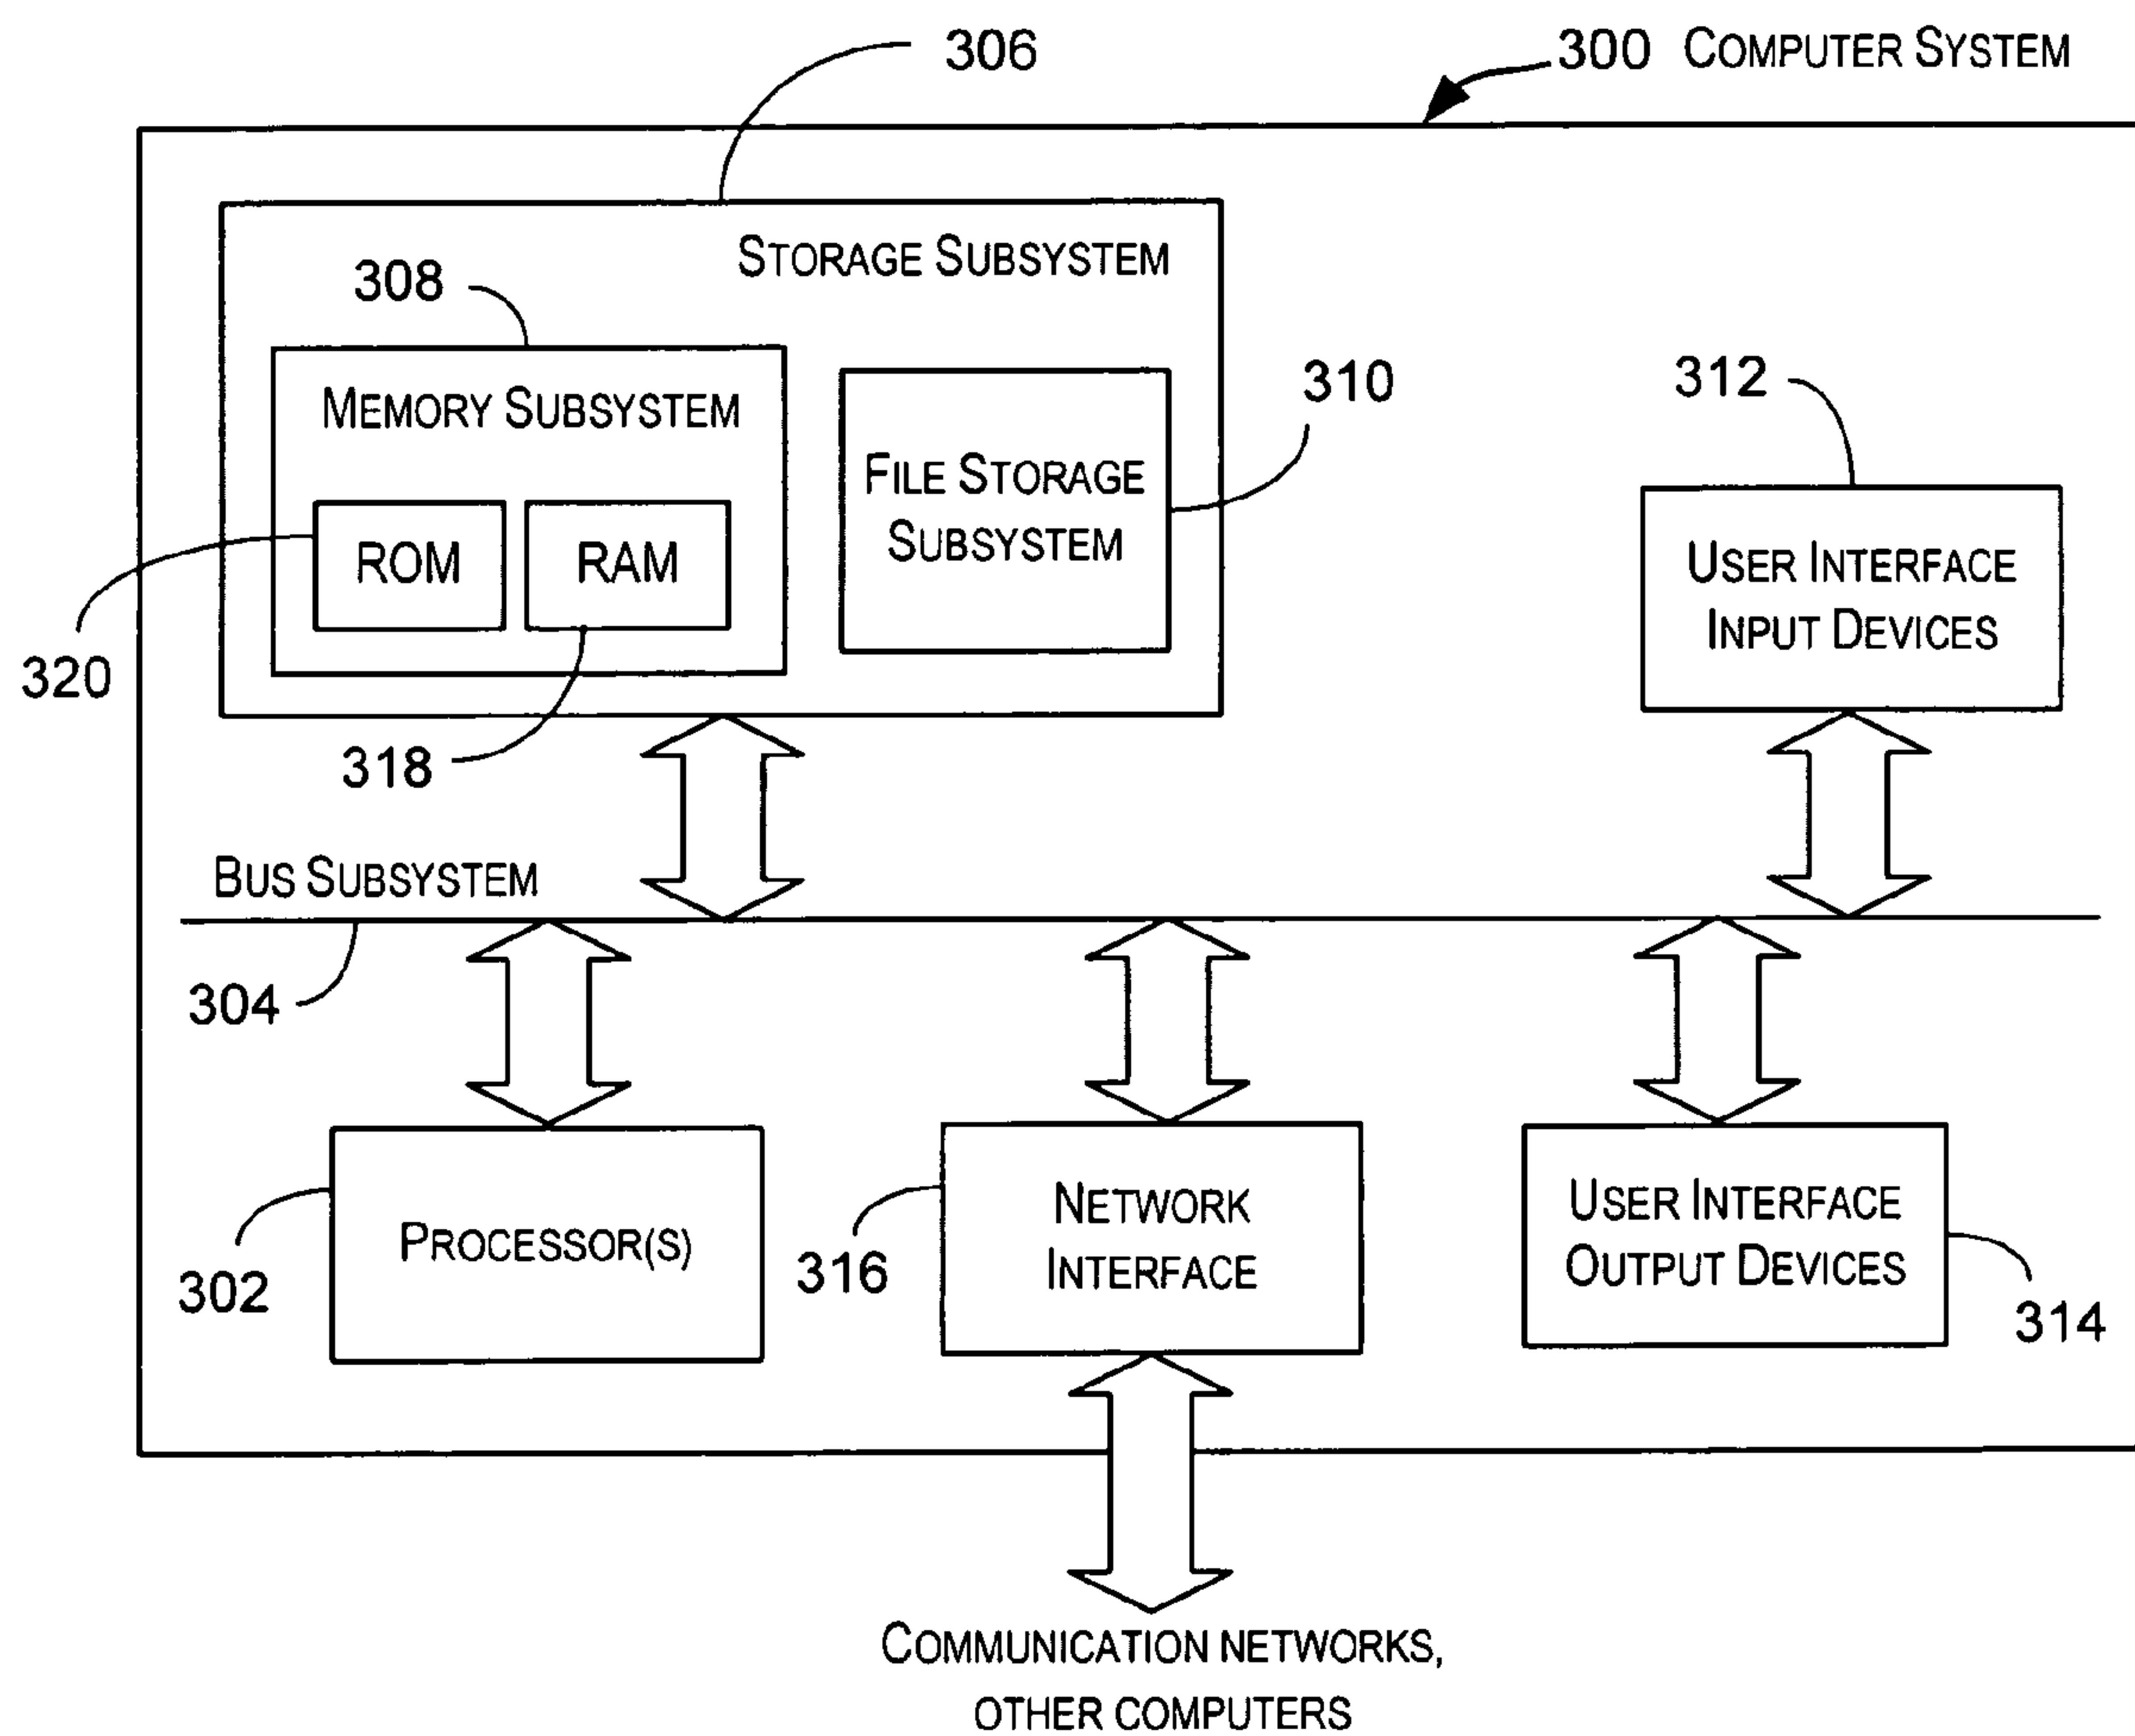 306
300 COMPUTER SYSTEM
STORAGE SUBSYSTEM
308
MEMORY SUBSYSTEM
310
312
FILE STORAGE
SUBSYSTEM
ROM
RAM
USER INTERFACE
INPUT DEVICES
320
318
BUS SUBSYSTEM
304
PROCESSOR(S)
302
NETWORK
INTERFACE
316
USER INTERFACE
OUTPUT DEVICES
314
COMMUNICATION NETWORKS,
OTHER COMPUTERS